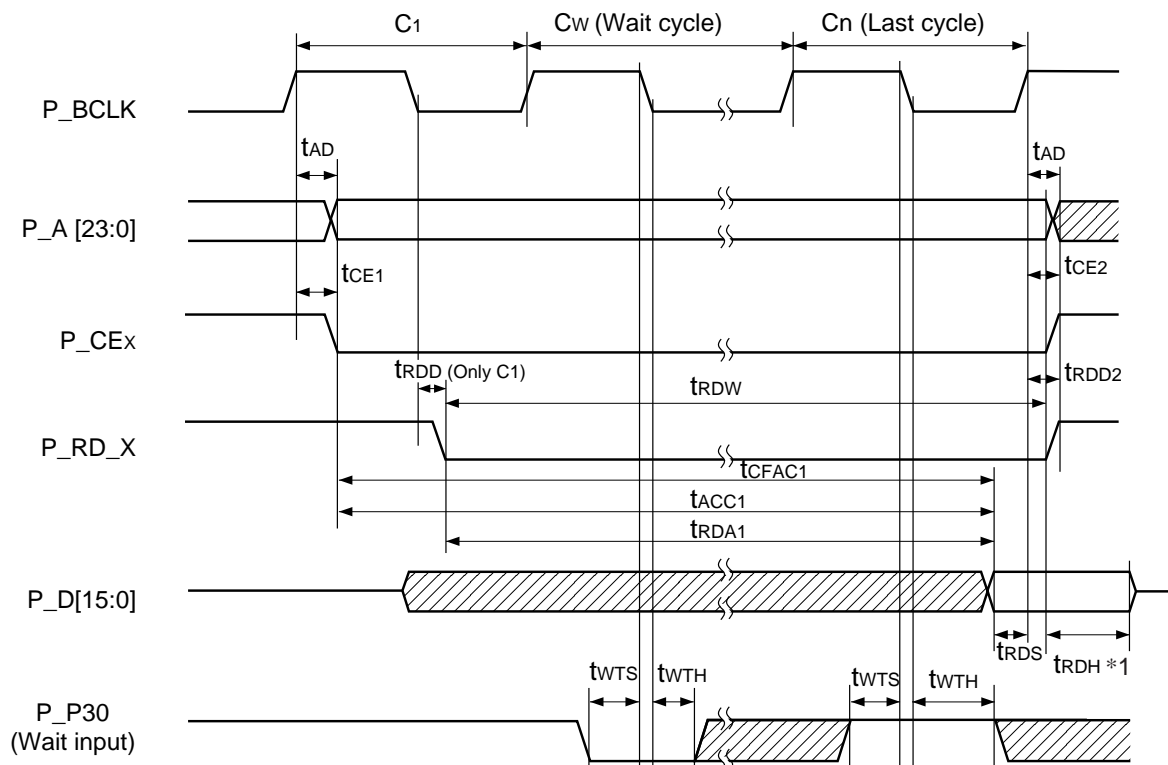 C1
Cw (Wait cycle)
Cn (Last cycle)
P_BCLK
tAD
tAD
P_A [23:0]
tCE1
tCE2
P_CEx
tRDD (Only C1)
tRDW
tRDD2
P_RD_X
tCFAC1
tACC1
tRDA1
P_D[15:0]
tRDS
tRDH *1
tWTS
tWTH
tWTS
tWTH
P_P30
(Wait input)